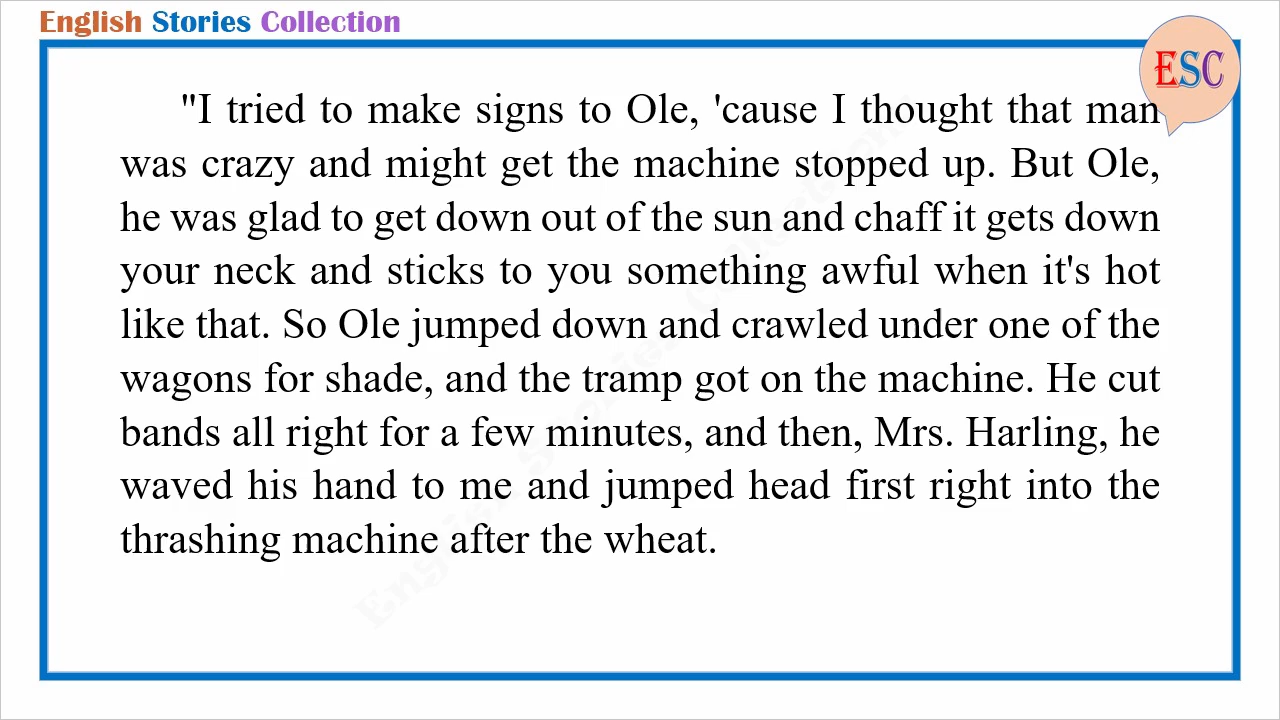 English Stories Collection
ESC
"I tried to make signs to Ole, 'cause I thought that man
was crazy and might get the machine stopped up. But Ole,
he was glad to get down out of the sun and chaff it gets down
your neck and sticks to you something awful when it's hot
like that. So Ole jumped down and crawled under one of the
wagons for shade, and the tramp got on the machine. He cut
bands all right for a few minutes, and then, Mrs. Harling, he
waved his hand to me and jumped head first right into the
thrashing machine after the wheat.
English Stories Collection